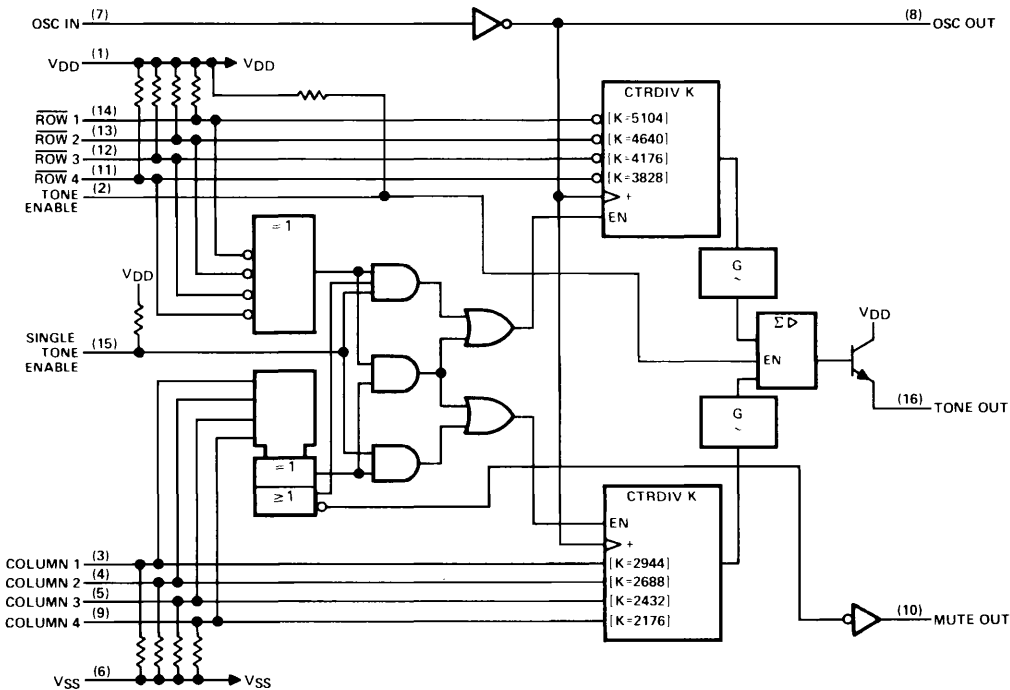 OSC IN (7) (8) OSC OUT
VDD (1) VDD
CTRDIV K
ROW 1 (14) [K=5104]
ROW 2 (13) [K=4640]
ROW 3 (12) [K=4176]
ROW 4 (11) [K=3828]
TONE ENABLE (2) +
EN
=1
G ~
VDD
SINGLE TONE ENABLE (15)
Σ▷
EN
VDD
(16) TONE OUT
G ~
=1
≥1
CTRDIV K
EN
+
COLUMN 1 (3) [K=2944]
COLUMN 2 (4) [K=2688]
COLUMN 3 (5) [K=2432]
COLUMN 4 (9) [K=2176]
(10) MUTE OUT
VSS (6) VSS